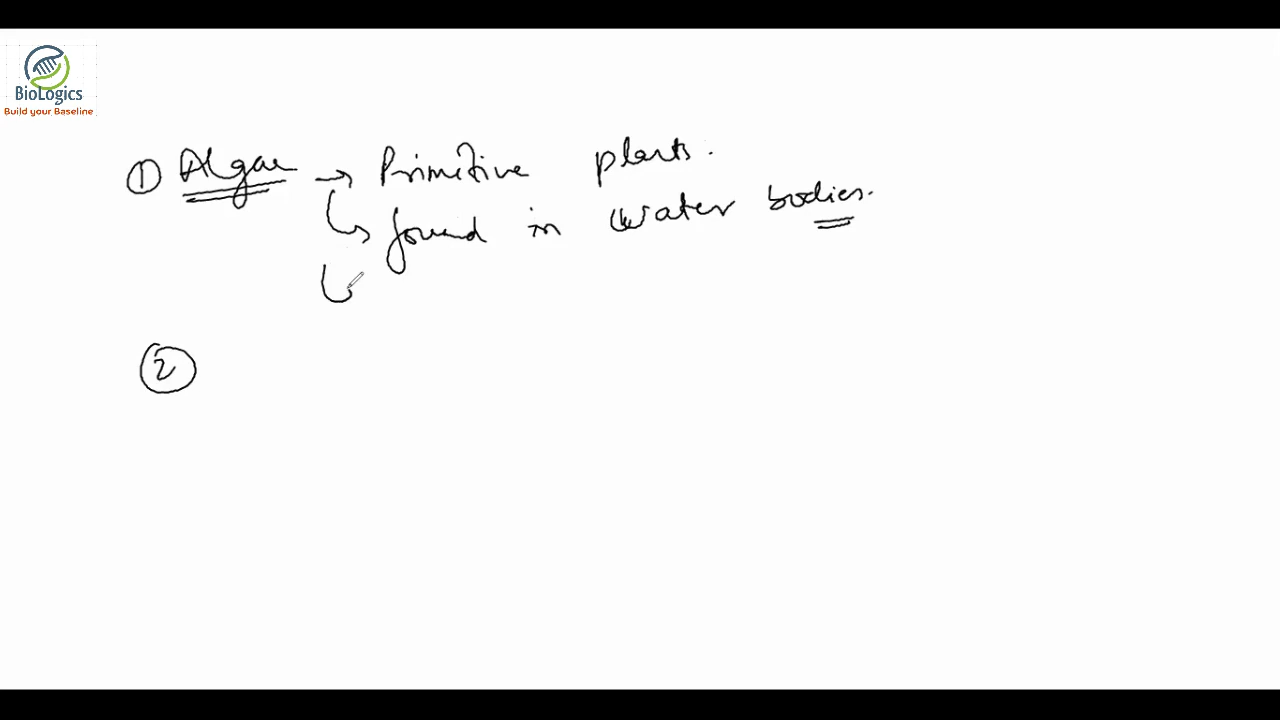 BioLogics
Build your Baseline
① Algae → Primitive plants.
↳ found in water bodies.
②